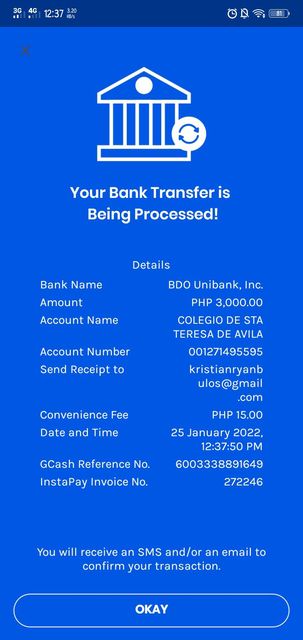 3G 4G 12:37 3.20 KB/s 81
Your Bank Transfer is
Being Processed!
Details
Bank Name BDO Unibank, Inc.
Amount PHP 3,000.00
Account Name COLEGIO DE STA
TERESA DE AVILA
Account Number 001271495595
Send Receipt to kristianryanb
ulos@gmail
.com
Convenience Fee PHP 15.00
Date and Time 25 January 2022,
12:37:50 PM
GCash Reference No. 6003338891649
InstaPay Invoice No. 272246
You will receive an SMS and/or an email to
confirm your transaction.
OKAY